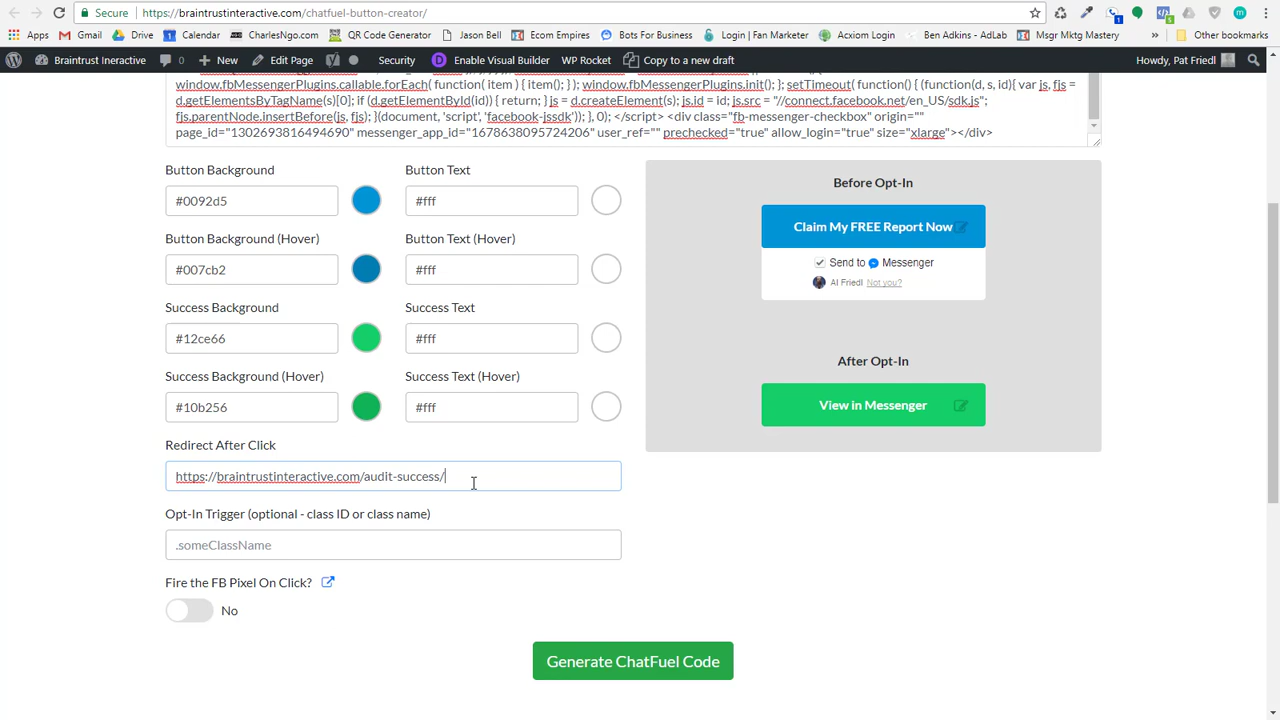 Secure https://braintrustinteractive.com/chatfuel-button-creator/
Apps Gmail Drive Calendar CharlesNgo.com QR Code Generator Json Bell Ecom Empires Bots For Business Login | Fan Marketer Acxiom Login Ben Adkins - AdLab Msgr Mktg Mastery » Other bookmarks
Braintrust Ineractive 0 New Edit Page Security Enable Visual Builder WP Rocket Copy to a new draft Howdy, Pat Friedl
window.fbMessengerPlugins.callable.forEach( function( item ) { item(); } ); window.fbMessengerPlugins.init(); }; setTimeout( function() { (function(d, s, id){ var js, fjs =
d.getElementsByTagName(s)[0]; if (d.getElementById(id)) { return; } js = d.createElement(s); js.id = id; js.src = "//connect.facebook.net/en_US/sdk.js";
fjs.parentNode.insertBefore(js, fjs); }(document, 'script', 'facebook-jssdk')); }, 0); </script> <div class="fb-messenger-checkbox" origin=""
page_id="1302693816494690" messenger_app_id="1678638095724206" user_ref="" prechecked="true" allow_login="true" size="xlarge"></div>
Button Background Button Text
#0092d5 #fff
Button Background (Hover) Button Text (Hover)
#007cb2 #fff
Success Background Success Text
#12ce66 #fff
Success Background (Hover) Success Text (Hover)
#10b256 #fff
Before Opt-In
Claim My FREE Report Now
Send to Messenger
Al Friedl Not you?
After Opt-In
View in Messenger
Redirect After Click
https://braintrustinteractive.com/audit-success/
Opt-In Trigger (optional - class ID or class name)
.someClassName
Fire the FB Pixel On Click?
No
Generate ChatFuel Code